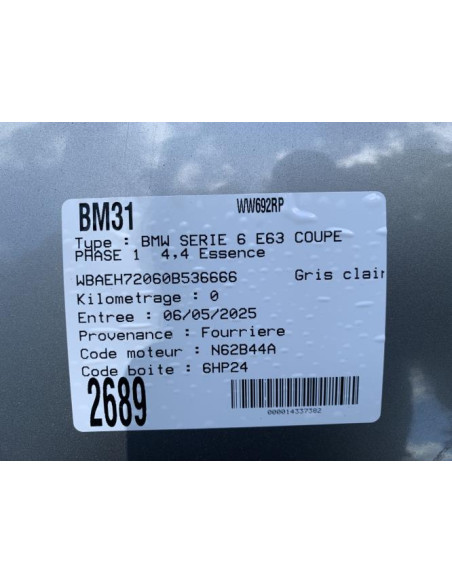 BM31 WW692RP
Type : BMW SERIE 6 E63 COUPE
PHASE 1 4,4 Essence
WBAEH72060B536666 Gris clair
Kilometrage : 0
Entree : 06/05/2025
Provenance : Fourriere
Code moteur : N62B44A
Code boite : 6HP24
2689
000014337382